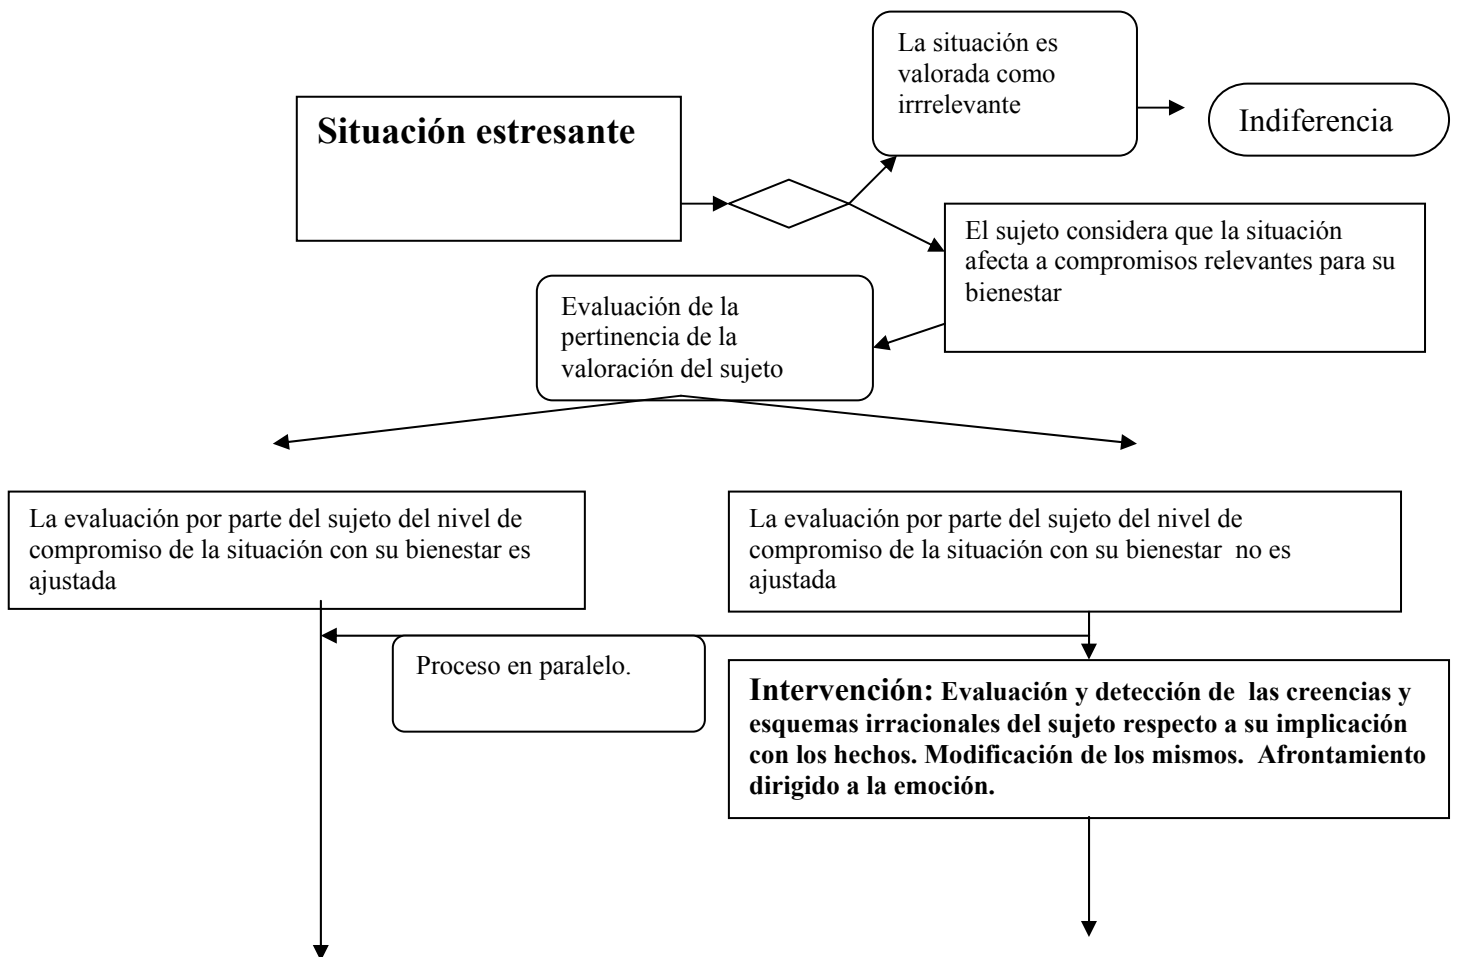 La situación es
valorada como
irrrelevante
Situación estresante
Indiferencia
El sujeto considera que la situación
afecta a compromisos relevantes para su
bienestar
Evaluación de la
pertinencia de la
valoración del sujeto
La evaluación por parte del sujeto del nivel de
compromiso de la situación con su bienestar es
ajustada
La evaluación por parte del sujeto del nivel de
compromiso de la situación con su bienestar  no es
ajustada
Proceso en paralelo.
Intervención: Evaluación y detección de  las creencias y
esquemas irracionales del sujeto respecto a su implicación
con los hechos. Modificación de los mismos.  Afrontamiento
dirigido a la emoción.